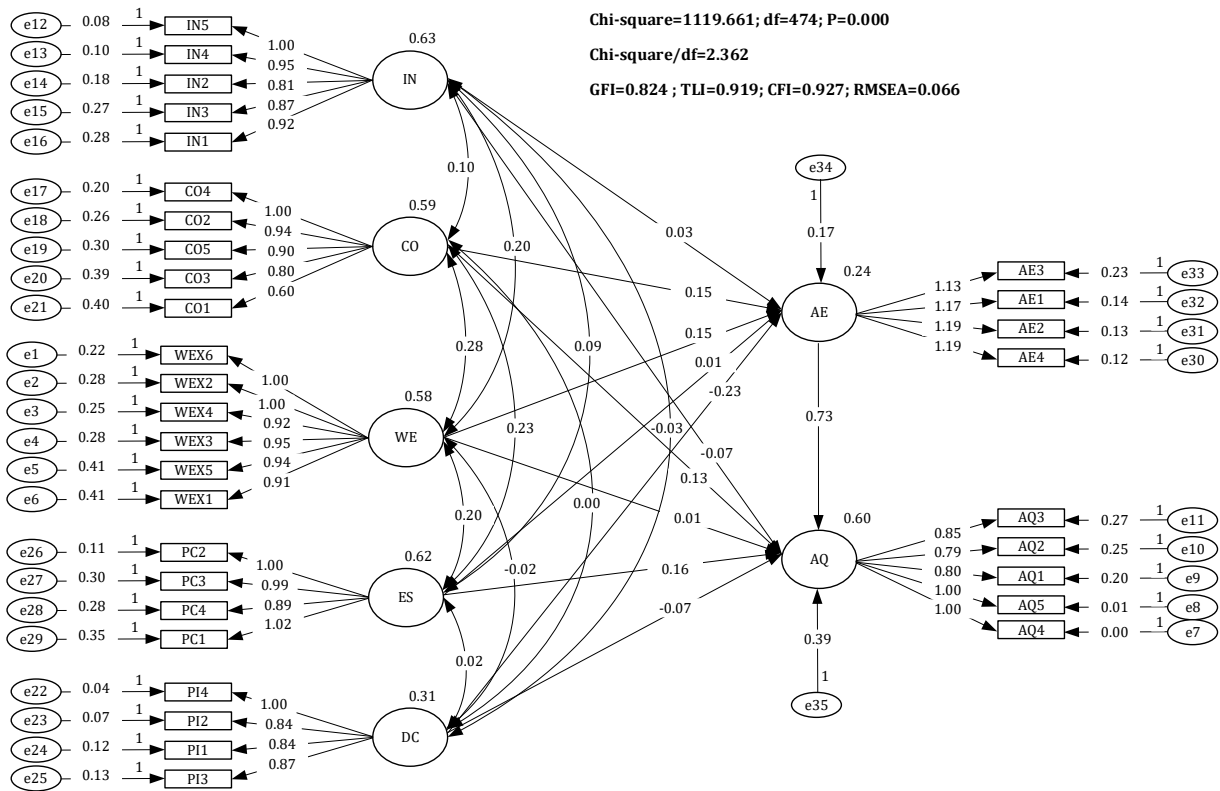 Chi-square=1119.661; df=474; P=0.000
Chi-square/df=2.362
GFI=0.824 ; TLI=0.919; CFI=0.927; RMSEA=0.066
e12 0.08 1 IN5 1.00
e13 0.10 1 IN4 0.95
e14 0.18 1 IN2 0.81
e15 0.27 1 IN3 0.87
e16 0.28 1 IN1 0.92
0.63
IN
e17 0.20 1 CO4 1.00
e18 0.26 1 CO2 0.94
e19 0.30 1 CO5 0.90
e20 0.39 1 CO3 0.80
e21 0.40 1 CO1 0.60
0.59
CO
e1 0.22 1 WEX6 1.00
e2 0.28 1 WEX2 1.00
e3 0.25 1 WEX4 0.92
e4 0.28 1 WEX3 0.95
e5 0.41 1 WEX5 0.94
e6 0.41 1 WEX1 0.91
0.58
WE
e26 0.11 1 PC2 1.00
e27 0.30 1 PC3 0.99
e28 0.28 1 PC4 0.89
e29 0.35 1 PC1 1.02
0.62
ES
e22 0.04 1 PI4 1.00
e23 0.07 1 PI2 0.84
e24 0.12 1 PI1 0.84
e25 0.13 1 PI3 0.87
0.31
DC
0.10
0.20
0.28
0.09
0.23
-0.03
0.00
0.20
-0.02
0.02
0.03
0.15
0.15
0.01
-0.23
-0.07
0.13
0.01
0.16
-0.07
e34
1
0.17
0.24
AE
0.73
0.60
AQ
0.39
1
e35
1.13 AE3 0.23 1 e33
1.17 AE1 0.14 1 e32
1.19 AE2 0.13 1 e31
1.19 AE4 0.12 1 e30
0.85 AQ3 0.27 1 e11
0.79 AQ2 0.25 1 e10
0.80 AQ1 0.20 1 e9
1.00 AQ5 0.01 1 e8
1.00 AQ4 0.00 1 e7